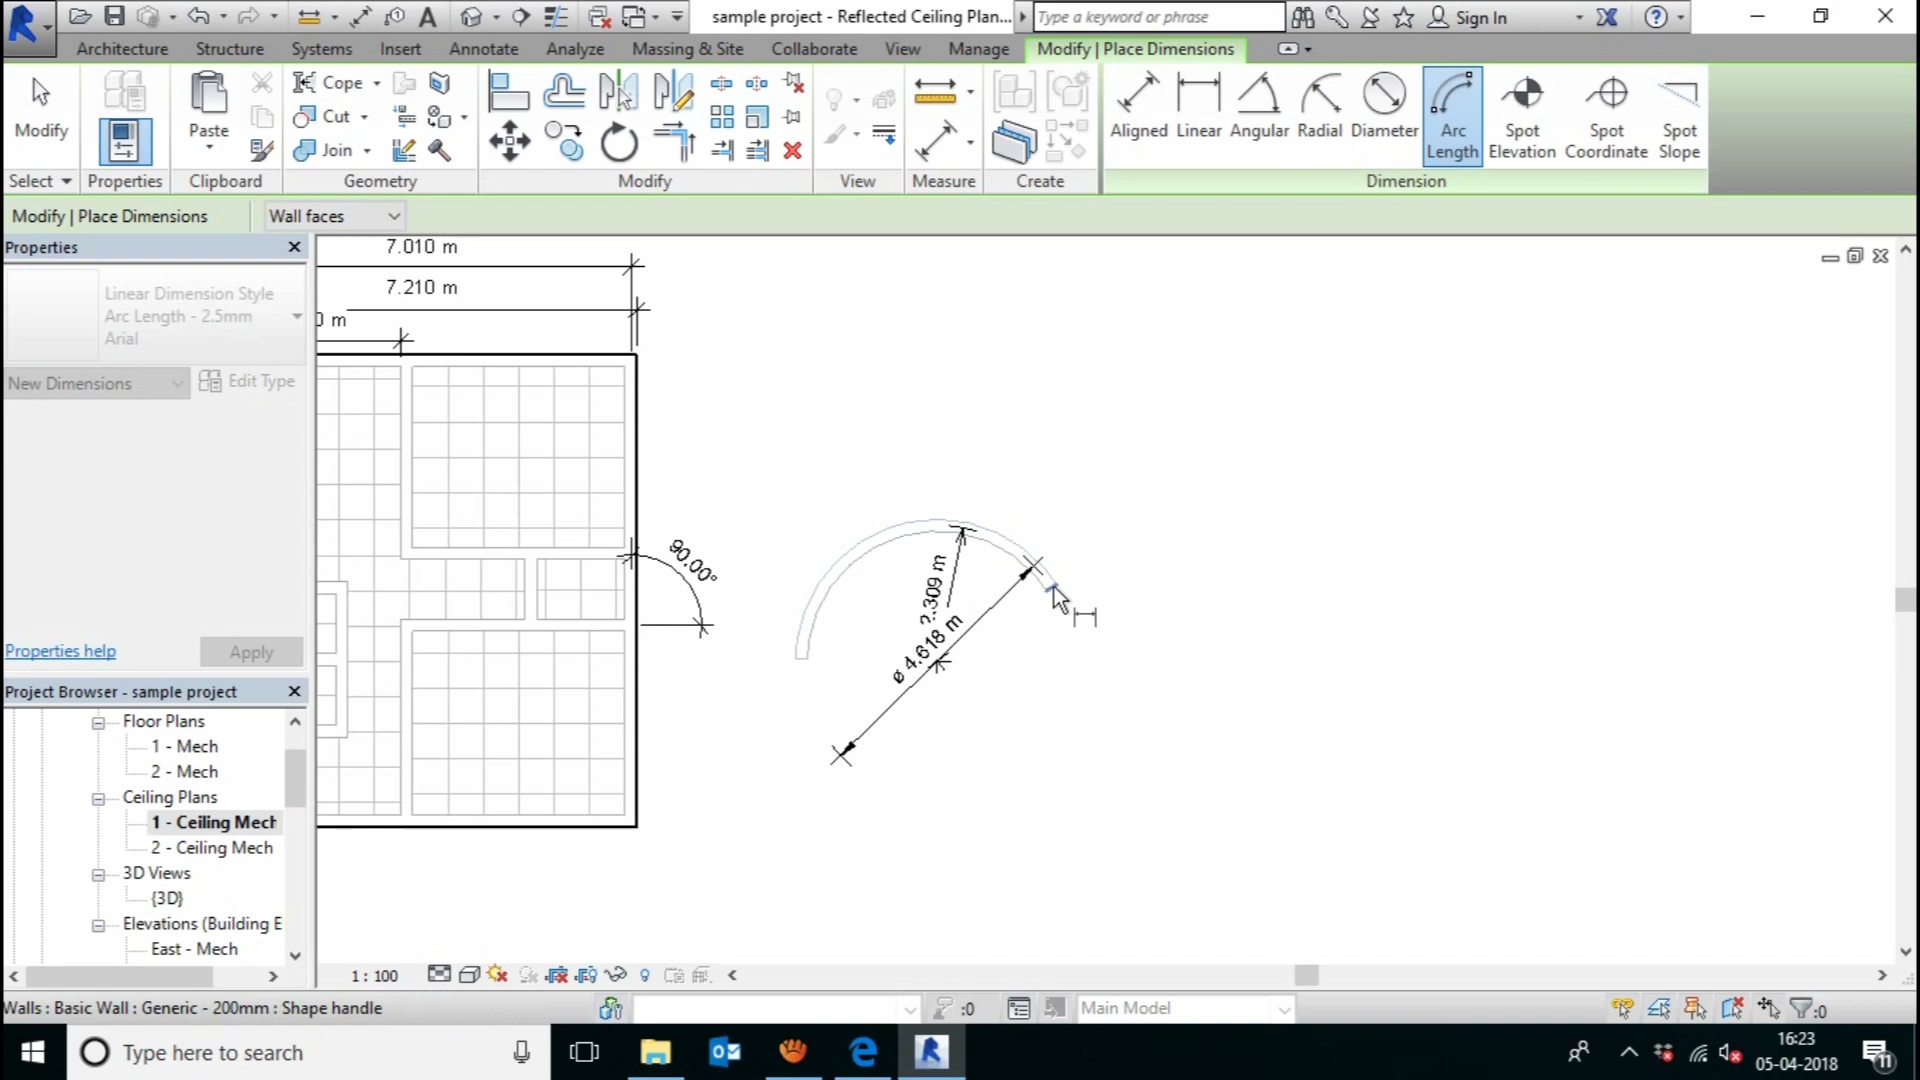 sample project - Reflected Ceiling Plan...
Type a keyword or phrase
Sign In
Architecture
Structure
Systems
Insert
Annotate
Analyze
Massing & Site
Collaborate
View
Manage
Modify | Place Dimensions
Modify
Paste
Cope
Cut
Join
Aligned
Linear
Angular
Radial
Diameter
Arc Length
Spot Elevation
Spot Coordinate
Spot Slope
Select
Properties
Clipboard
Geometry
Modify
View
Measure
Create
Dimension
Modify | Place Dimensions
Wall faces
Properties
Linear Dimension Style
Arc Length - 2.5mm
Arial
New Dimensions
Edit Type
Properties help
Apply
Project Browser - sample project
Floor Plans
1 - Mech
2 - Mech
Ceiling Plans
1 - Ceiling Mech
2 - Ceiling Mech
3D Views
{3D}
Elevations (Building E
East - Mech
7.010 m
7.210 m
0 m
90.00°
2.309 m
ø 4.618 m
1 : 100
Walls : Basic Wall : Generic - 200mm : Shape handle
:0
Main Model
:0
Type here to search
16:23
05-04-2018
11